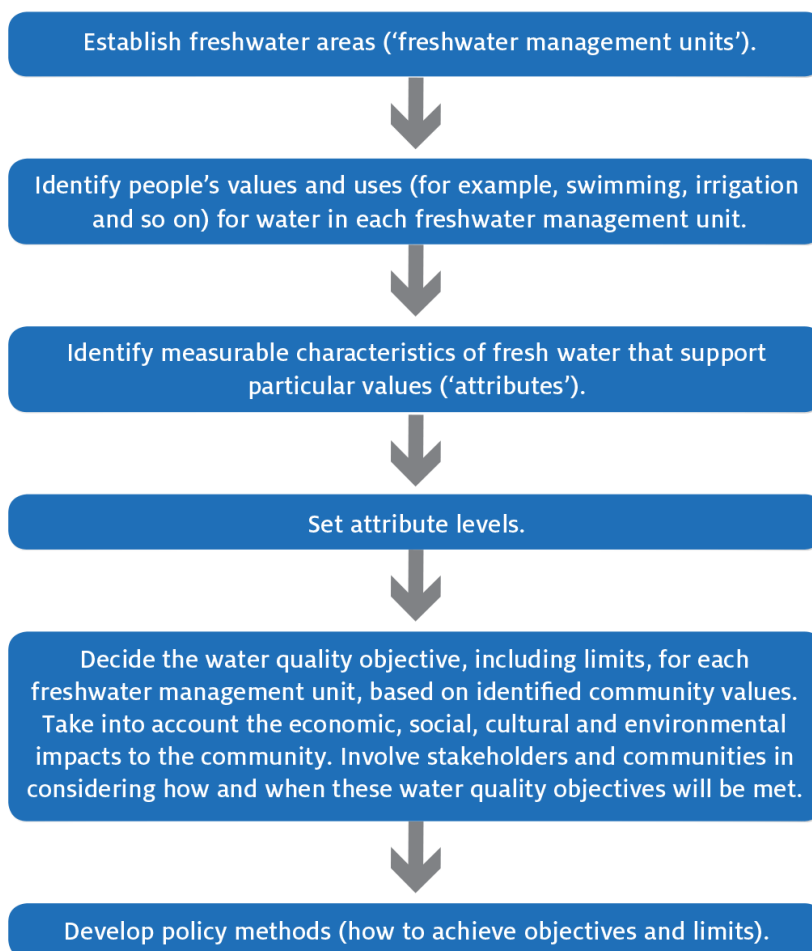 Establish freshwater areas (‘freshwater management units’).
Identify people’s values and uses (for example, swimming, irrigation
and so on) for water in each freshwater management unit.
Identify measurable characteristics of fresh water that support
particular values (‘attributes’).
Set attribute levels.
Decide the water quality objective, including limits, for each
freshwater management unit, based on identified community values.
Take into account the economic, social, cultural and environmental
impacts to the community. Involve stakeholders and communities in
considering how and when these water quality objectives will be met.
Develop policy methods (how to achieve objectives and limits).